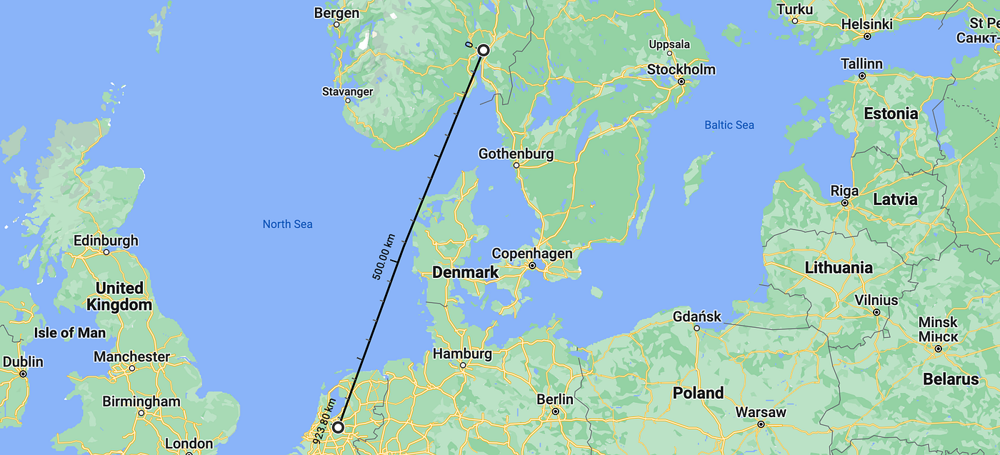 Bergen
Turku
Helsinki
St Pe
Санкт-
0
Uppsala
Stockholm
Tallinn
Stavanger
Estonia
Baltic Sea
Gothenburg
Riga
Latvia
North Sea
Edinburgh
500.00 km
Copenhagen
Denmark
Lithuania
United
Kingdom
Vilnius
Gdańsk
Minsk
Мінск
Isle of Man
Manchester
Dublin
Hamburg
Belarus
Birmingham
Berlin
Poland
Warsaw
923.80 km
London